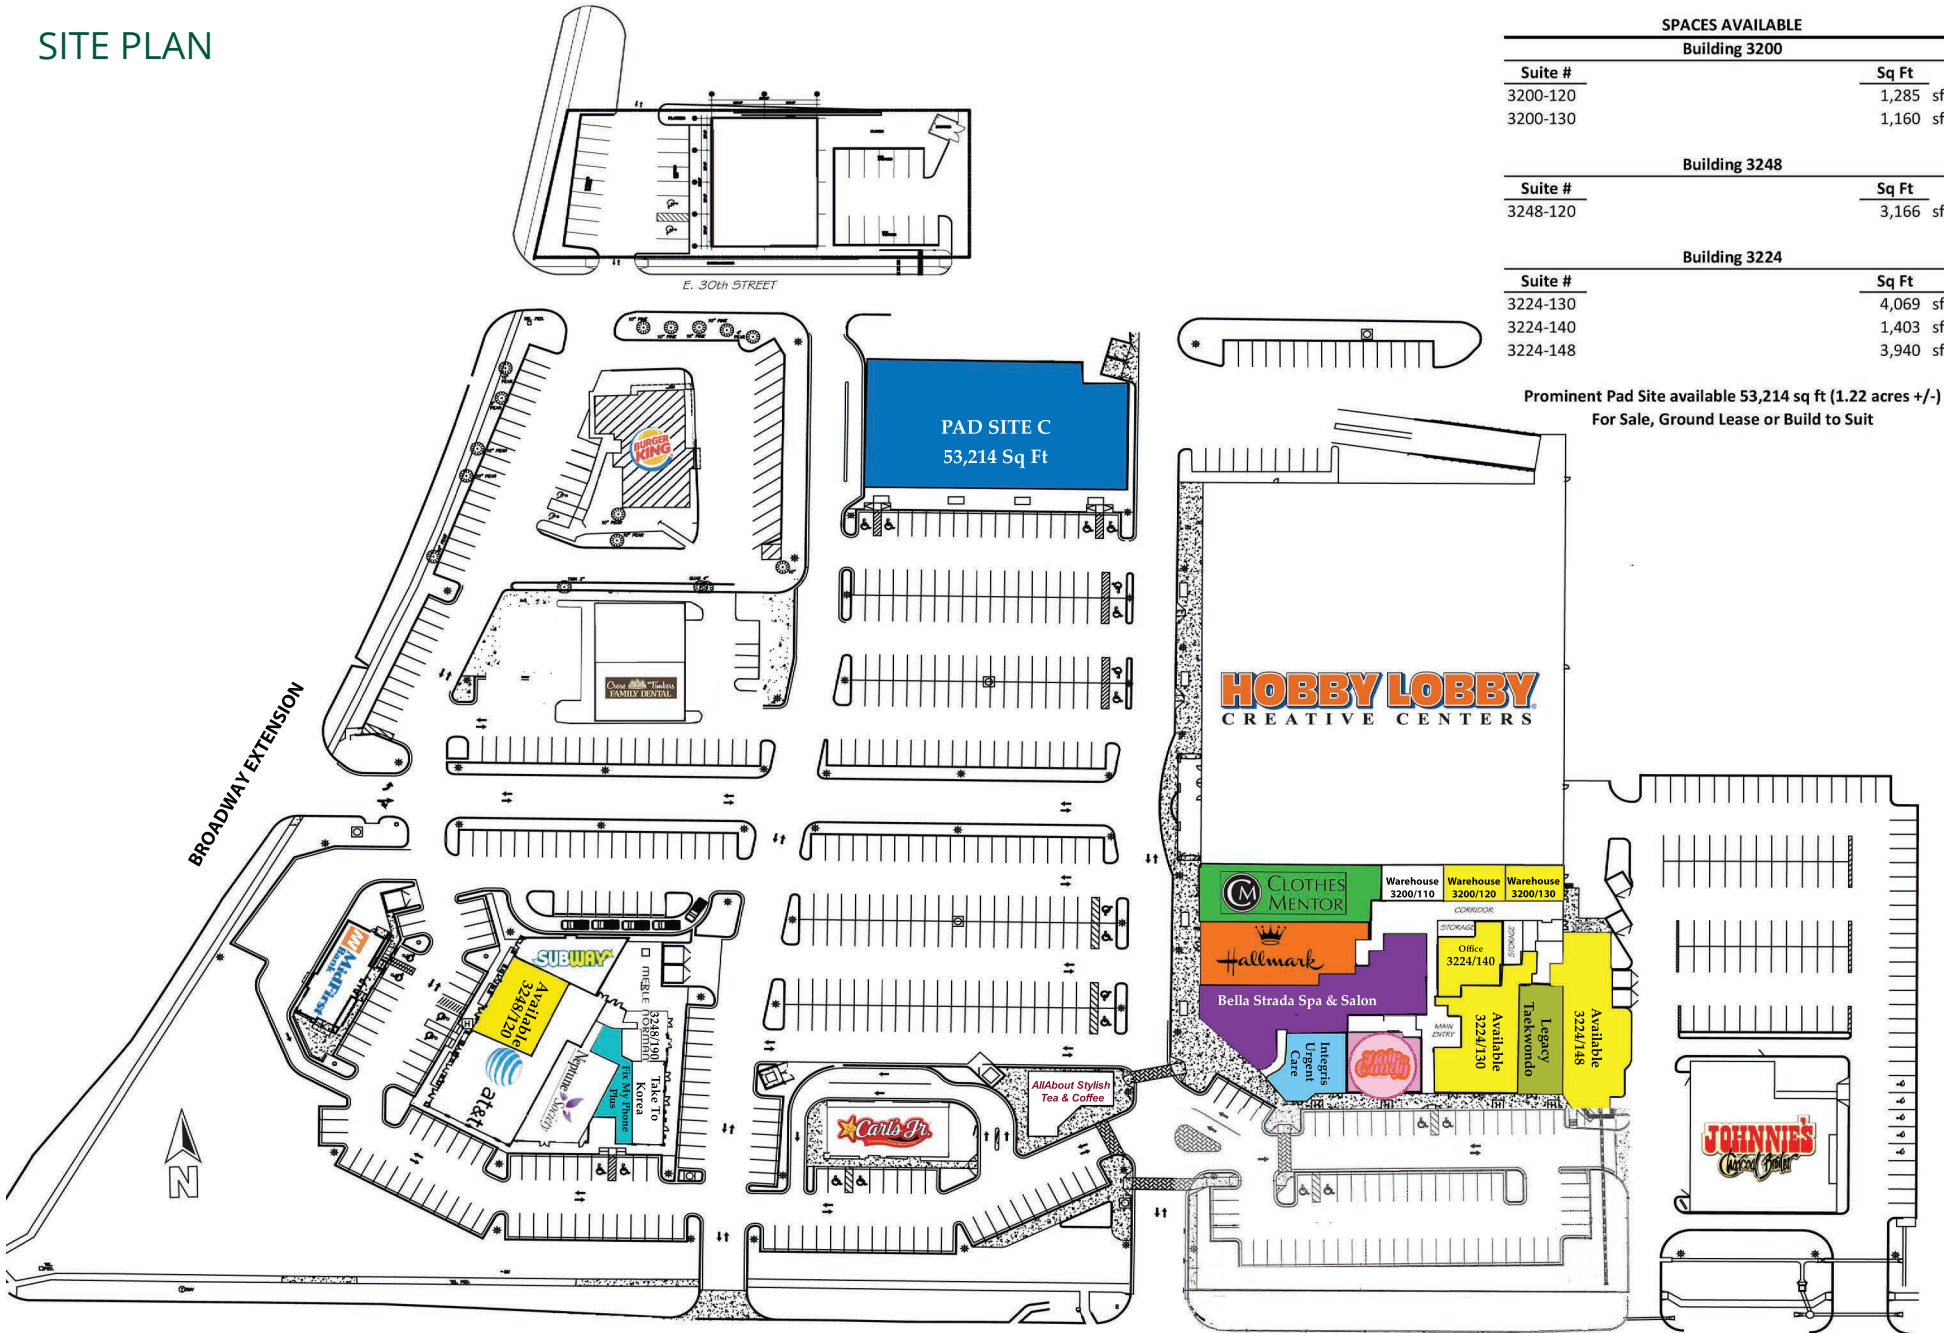 SITE PLAN
SPACES AVAILABLE
Building 3200
Suite # Sq Ft
3200-120 1,285 sf
3200-130 1,160 sf
Building 3248
Suite # Sq Ft
3248-120 3,166 sf
Building 3224
Suite # Sq Ft
3224-130 4,069 sf
3224-140 1,403 sf
3224-148 3,940 sf
Prominent Pad Site available 53,214 sq ft (1.22 acres +/-)
For Sale, Ground Lease or Build to Suit
E. 30th STREET
PAD SITE C
53,214 Sq Ft
BURGER
KING
Cross Timbers
FAMILY DENTAL
BROADWAY EXTENSION
HOBBY LOBBY
CREATIVE CENTERS
CM CLOTHES
MENTOR
Warehouse
3200/110
Warehouse
3200/120
Warehouse
3200/130
CORRIDOR
STORAGE
STORAGE
Office
3224/140
Hallmark
Bella Strada Spa & Salon
MAIN
ENTRY
Available
3224/130
Legacy
Taekwondo
Available
3224/148
Integris
Urgent
Care
MidFirst
Bank
SUBWAY
Available
3248/120
MERLE NORMAN
3248/190
at&t
Neptune
Society
Fix My Phone
Plus
Take To
Korea
Carl's Jr.
AllAbout Stylish
Tea & Coffee
JOHNNIE'S
Charcoal Broiler
N